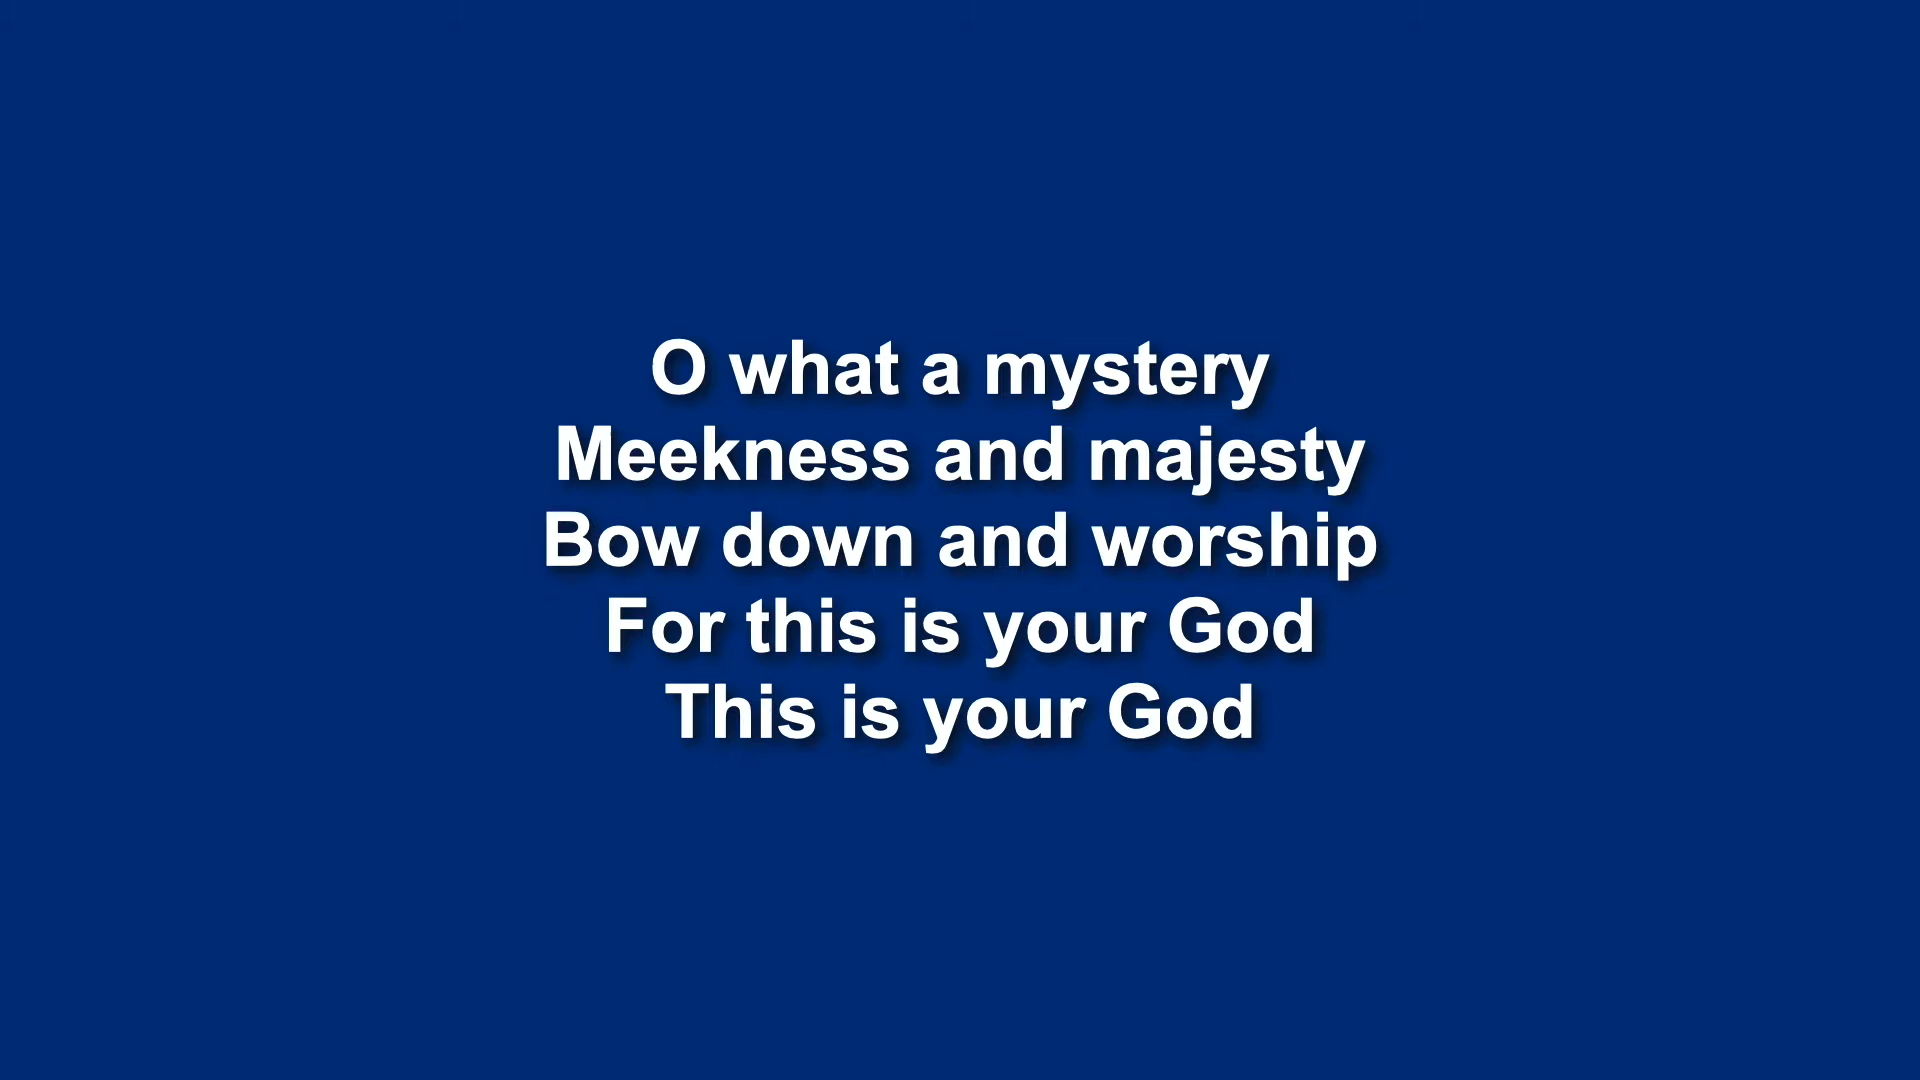 O what a mystery
Meekness and majesty
Bow down and worship
For this is your God
This is your God